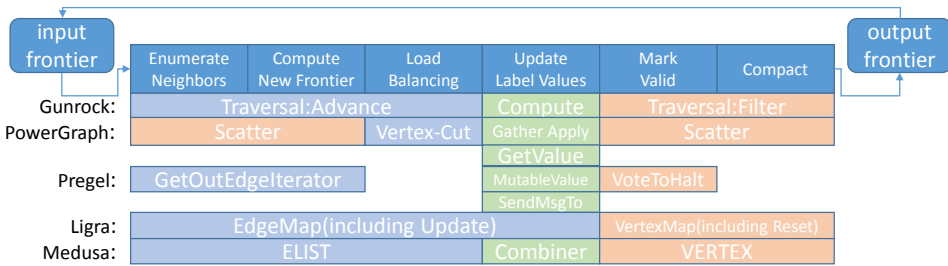 input
frontier
output
frontier
Enumerate
Neighbors
Compute
New Frontier
Load
Balancing
Update
Label Values
Mark
Valid
Compact
Gunrock: Traversal:Advance Compute Traversal:Filter
PowerGraph: Scatter Vertex-Cut Gather Apply Scatter
GetValue
Pregel: GetOutEdgeIterator MutableValue VoteToHalt
SendMsgTo
Ligra: EdgeMap(including Update) VertexMap(including Reset)
Medusa: ELIST Combiner VERTEX